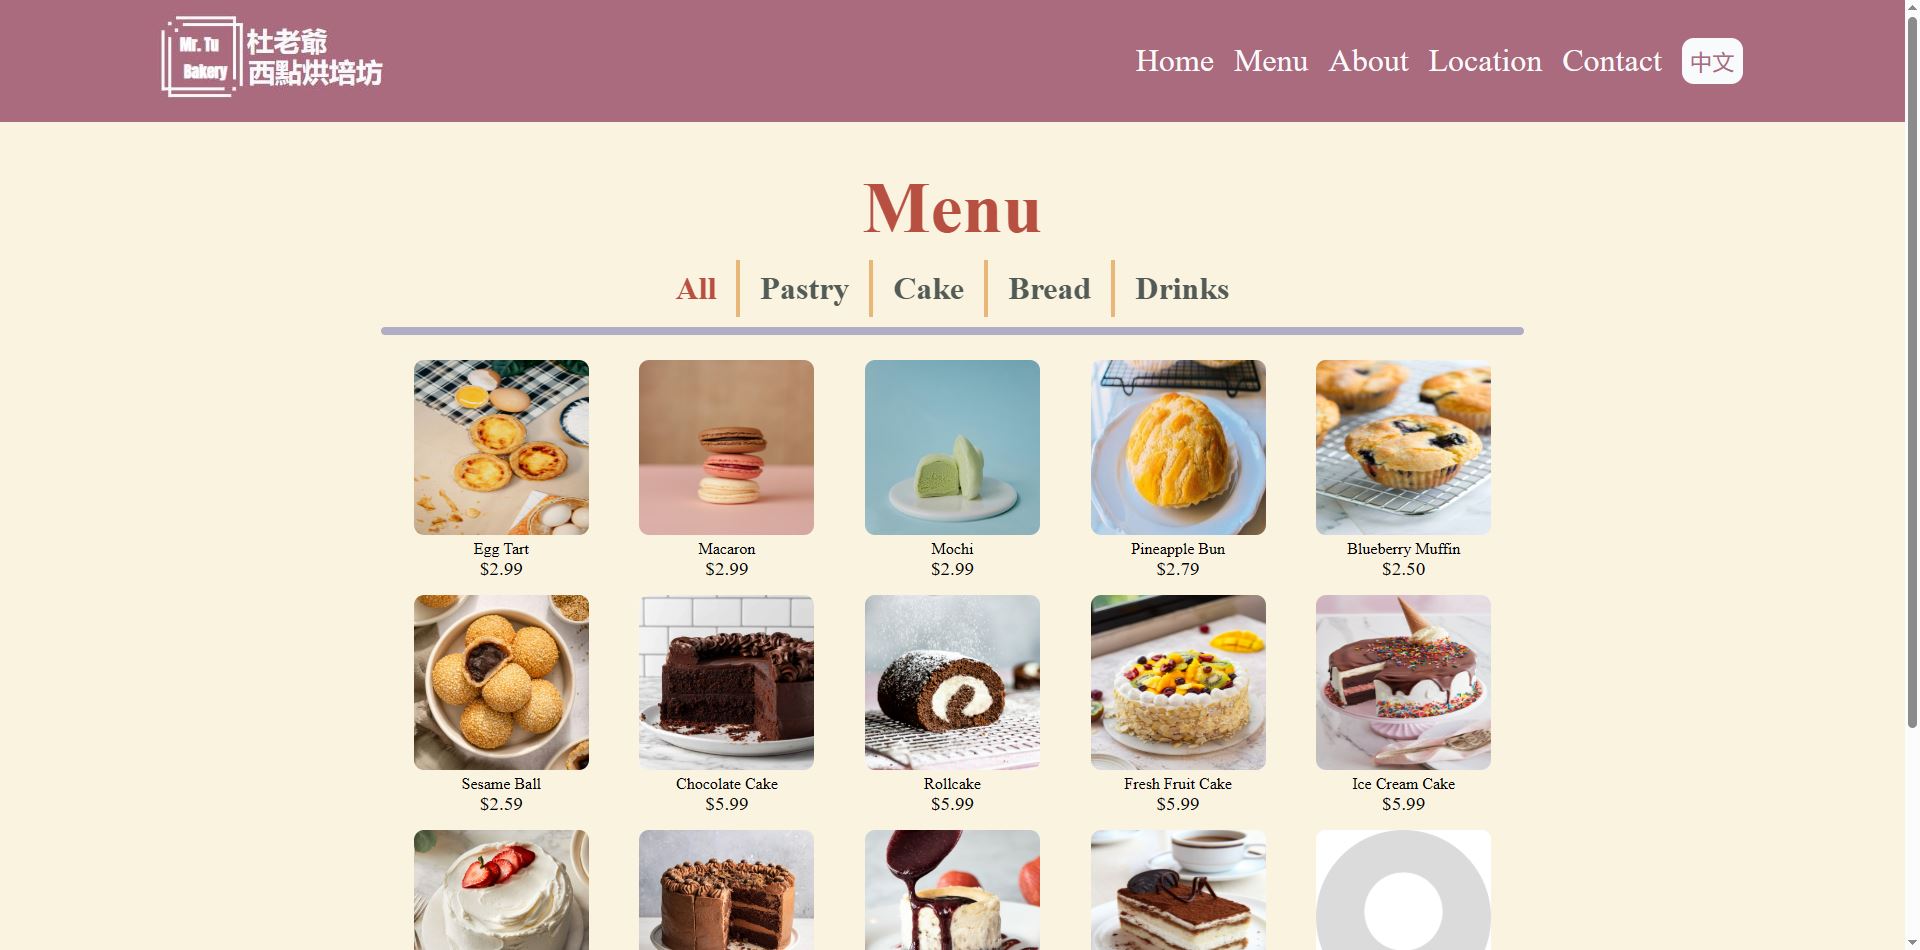 Mr. Tu
Bakery
杜老爺
西點烘培坊
Home Menu About Location Contact 中文
Menu
All Pastry Cake Bread Drinks
Egg Tart Macaron Mochi Pineapple Bun Blueberry Muffin
$2.99 $2.99 $2.99 $2.79 $2.50
Sesame Ball Chocolate Cake Rollcake Fresh Fruit Cake Ice Cream Cake
$2.59 $5.99 $5.99 $5.99 $5.99